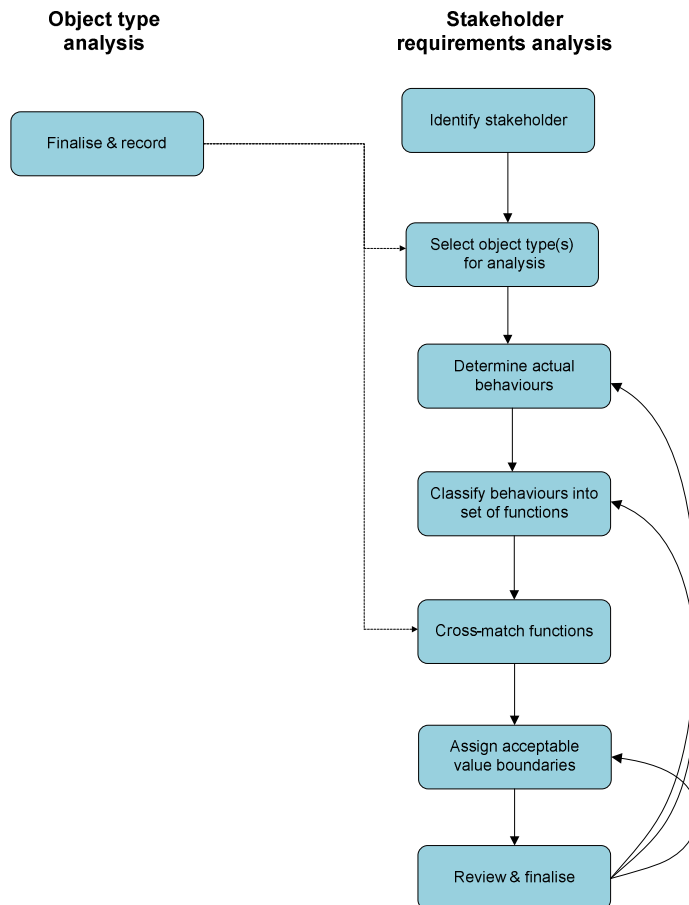 Object type
analysis
Stakeholder
requirements analysis
Finalise & record
Identify stakeholder
Select object type(s)
for analysis
Determine actual
behaviours
Classify behaviours into
set of functions
Cross-match functions
Assign acceptable
value boundaries
Review & finalise